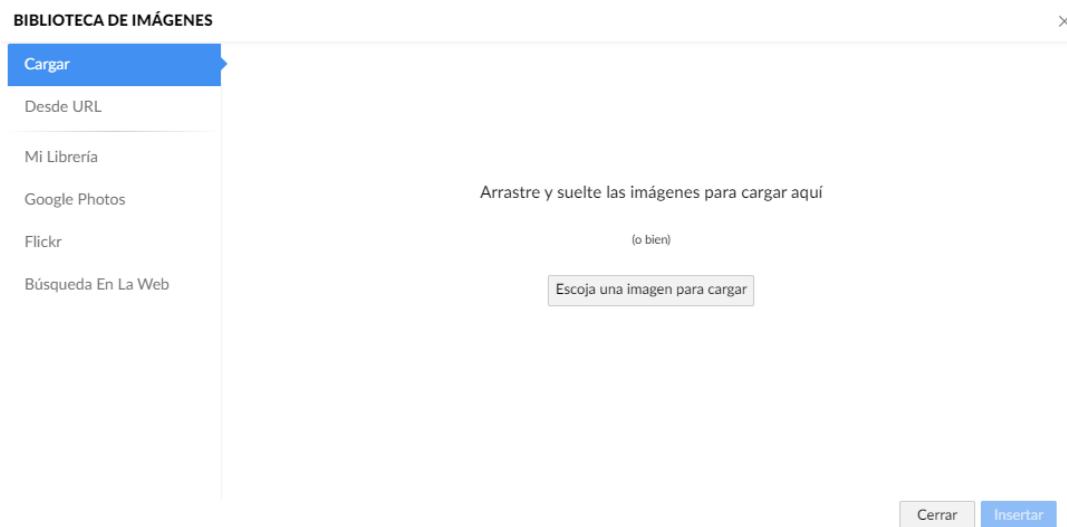 BIBLIOTECA DE IMÁGENES
Cargar
Desde URL
Mi Librería
Google Photos
Flickr
Búsqueda En La Web
Arrastre y suelte las imágenes para cargar aquí
(o bien)
Escoja una imagen para cargar
Cerrar
Insertar